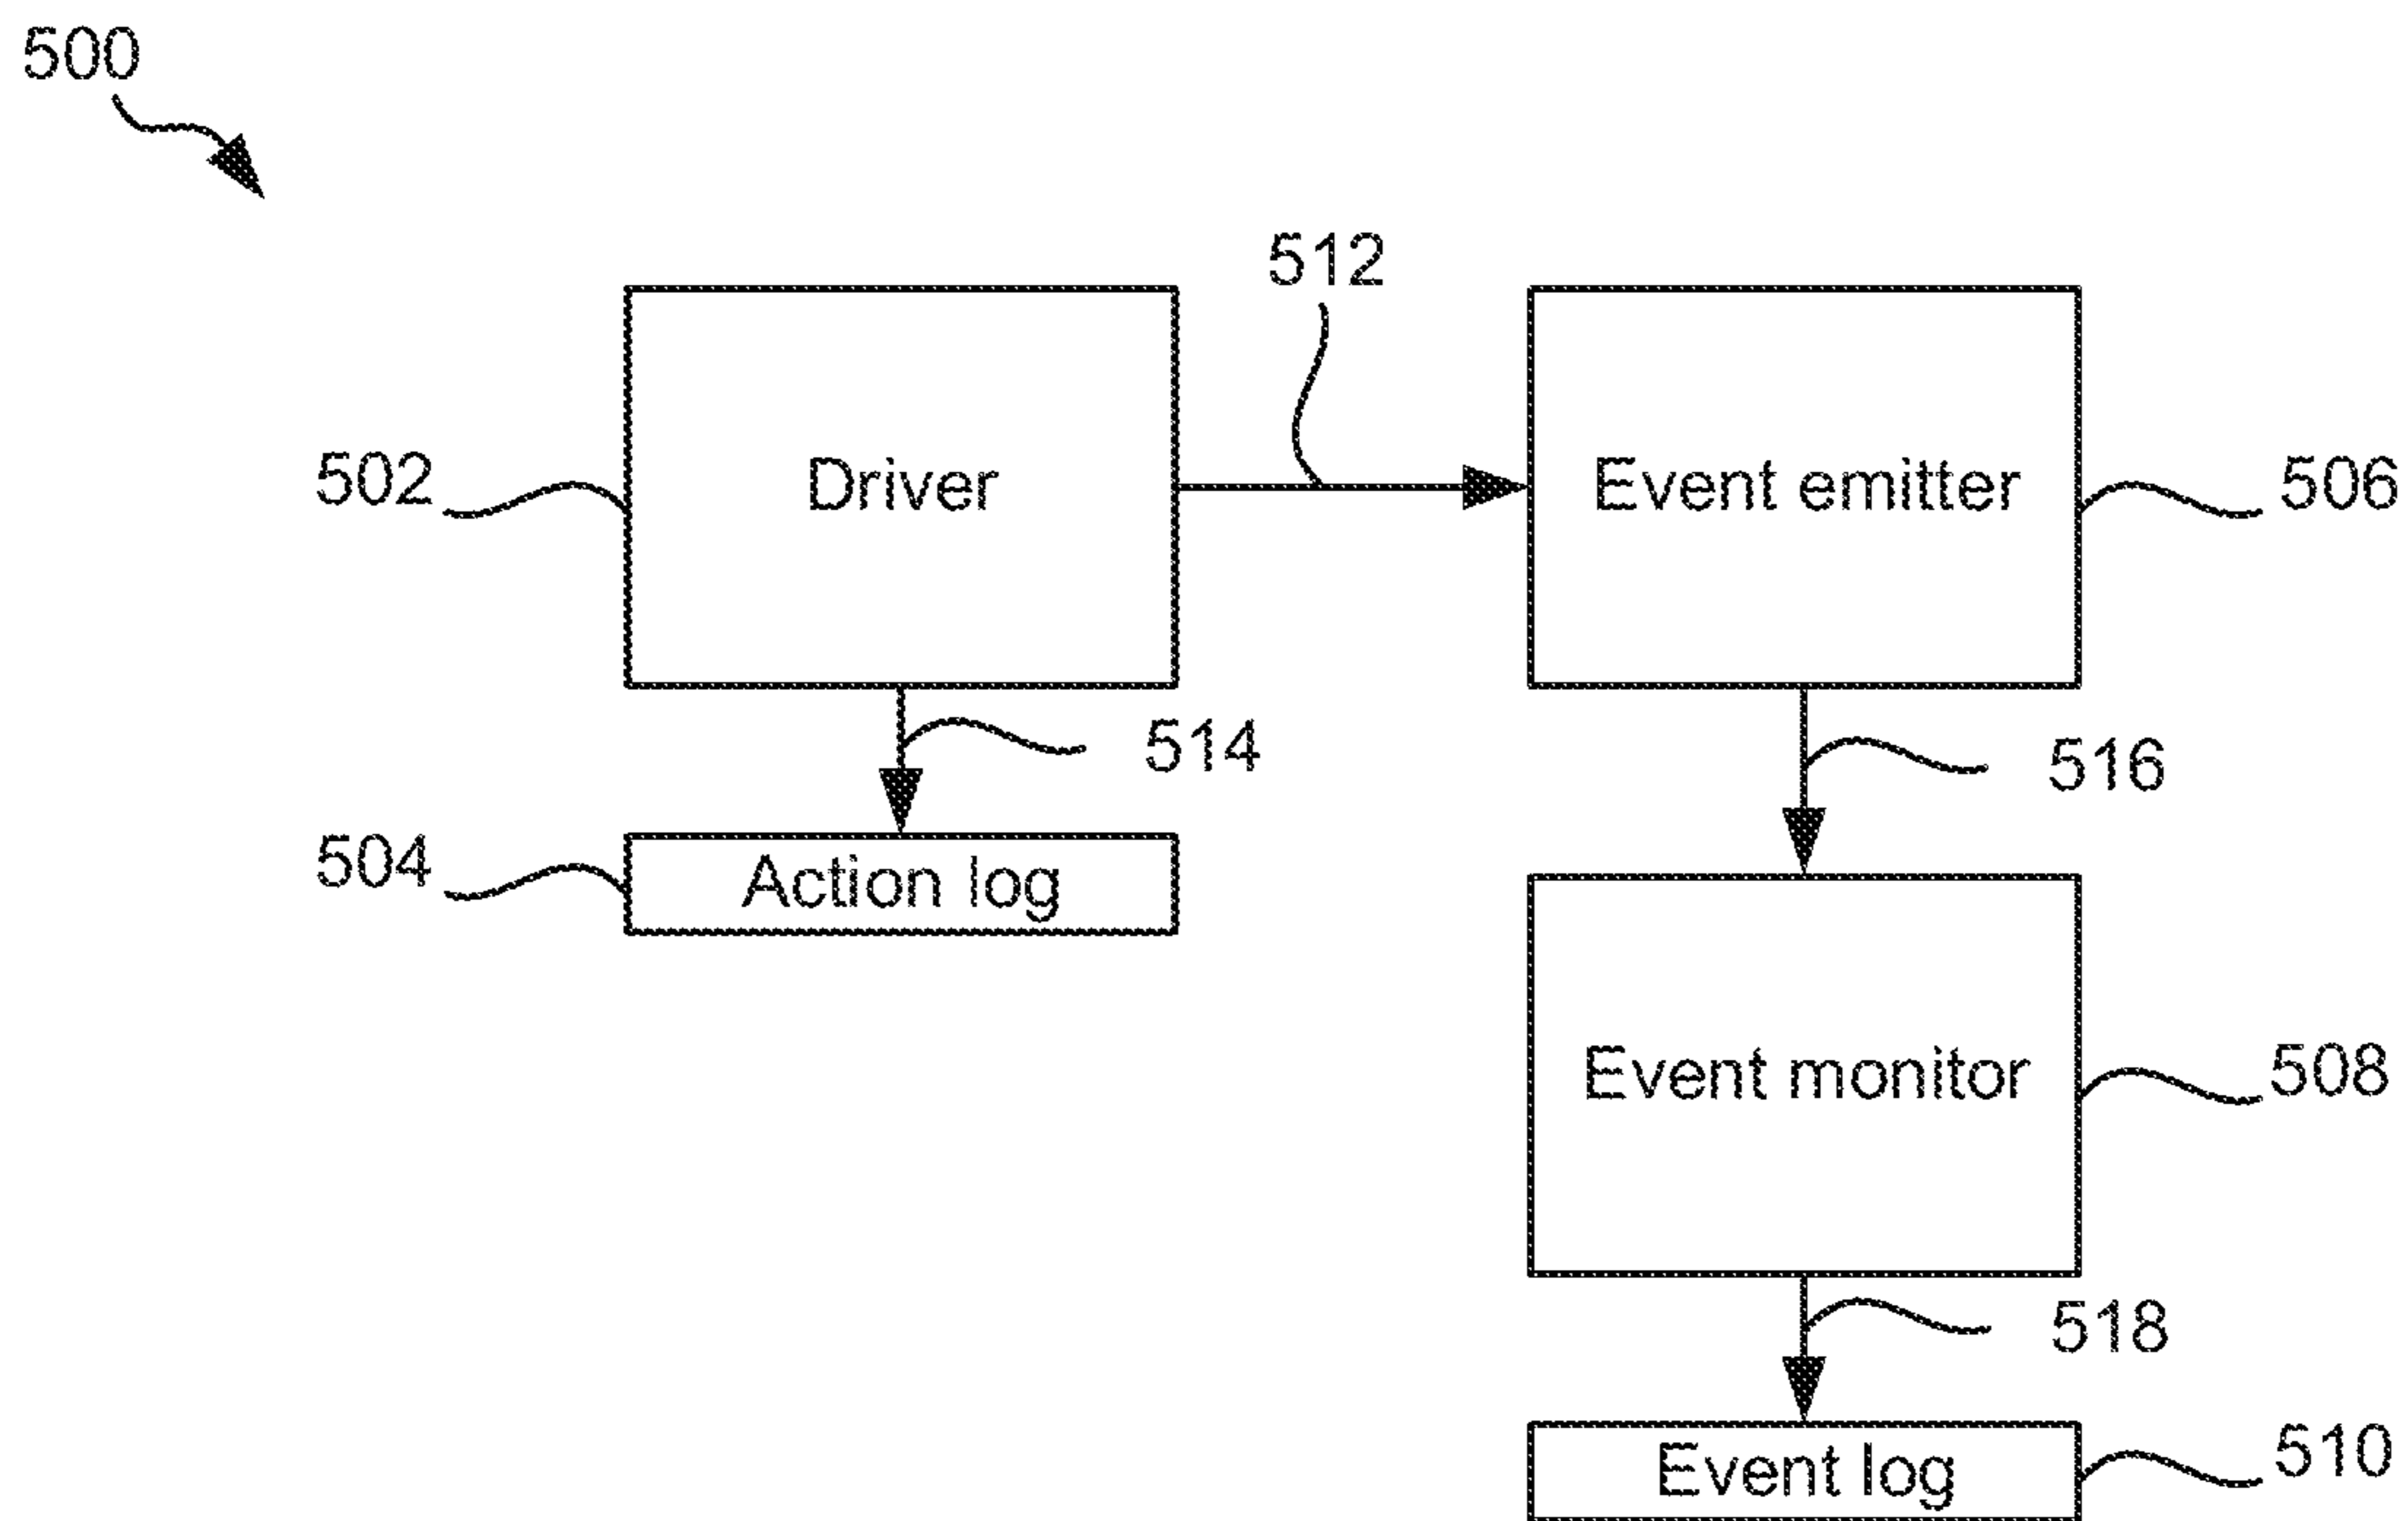 500
512
502
Driver
Event emitter
506
514
516
504
Action log
Event monitor
508
518
Event log
510